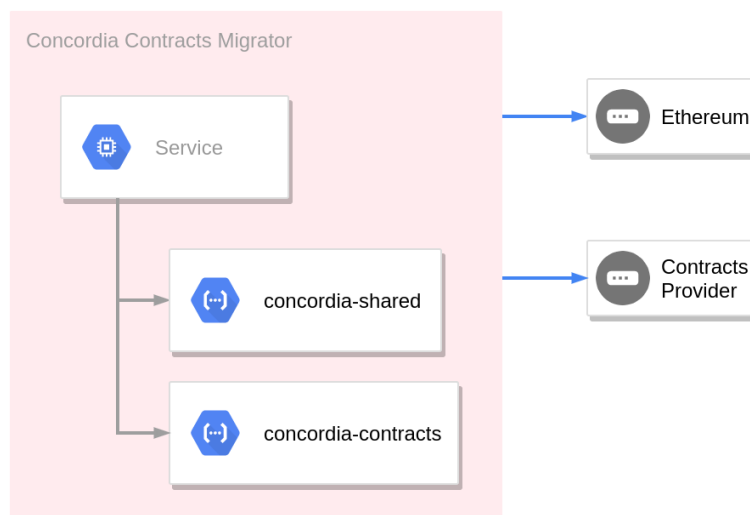 Concordia Contracts Migrator
Service
concordia-shared
concordia-contracts
Ethereum
Contracts
Provider